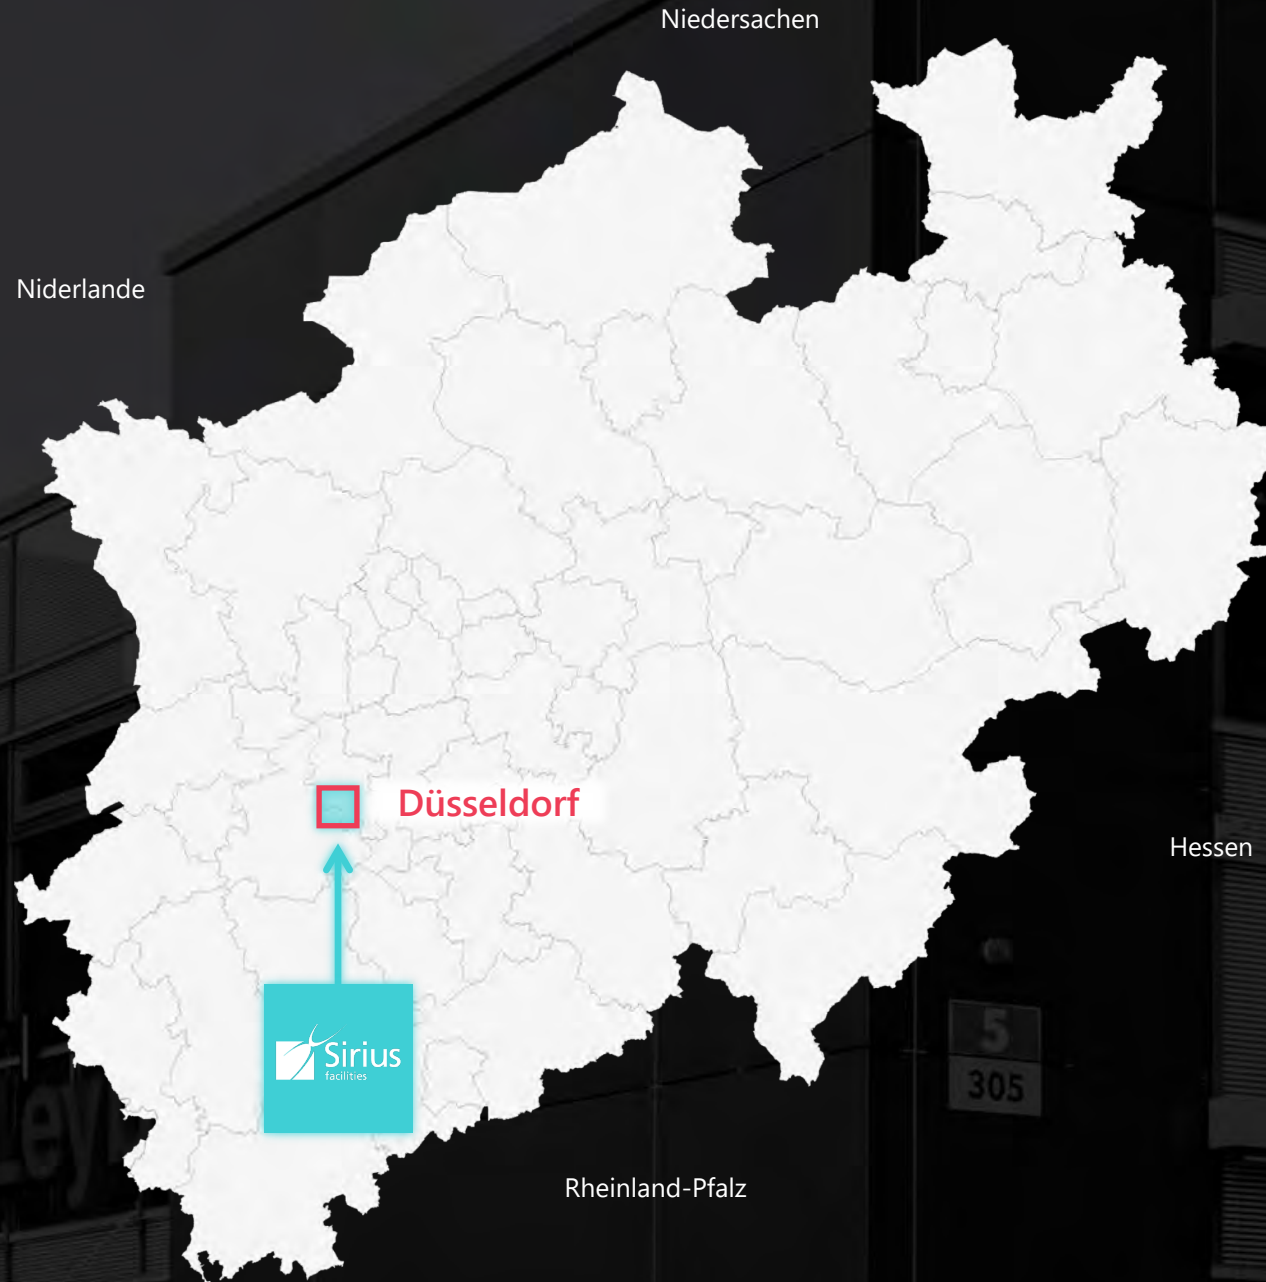 Niedersachen
Niderlande
Düsseldorf
Hessen
Sirius
facilities
5
305
Rheinland-Pfalz